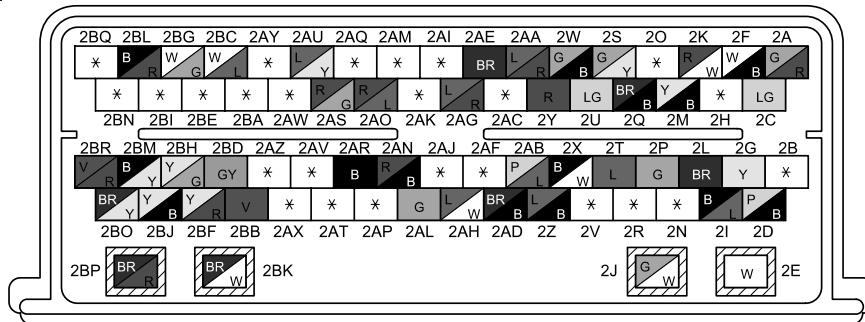 2BQ 2BL 2BG 2BC 2AY 2AU 2AQ 2AM 2AI 2AE 2AA 2W 2S 2O 2K 2F 2A
* B R W G W L * L Y * * * BR L R G B G Y * R W W B G R
* * * * * R G R L * L R * R LG BR B Y B * LG
2BN 2BI 2BE 2BA 2AW 2AS 2AO 2AK 2AG 2AC 2Y 2U 2Q 2M 2H 2C
2BR 2BM 2BH 2BD 2AZ 2AV 2AR 2AN 2AJ 2AF 2AB 2X 2T 2P 2L 2G 2B
V R B Y Y G GY * * B R B * * P L B W L G BR Y *
BR Y Y B Y R V * * * G L W BR B L B * * * B L P B
2BO 2BJ 2BF 2BB 2AX 2AT 2AP 2AL 2AH 2AD 2Z 2V 2R 2N 2I 2D
2BP BR R BR W 2BK 2J G W W 2E